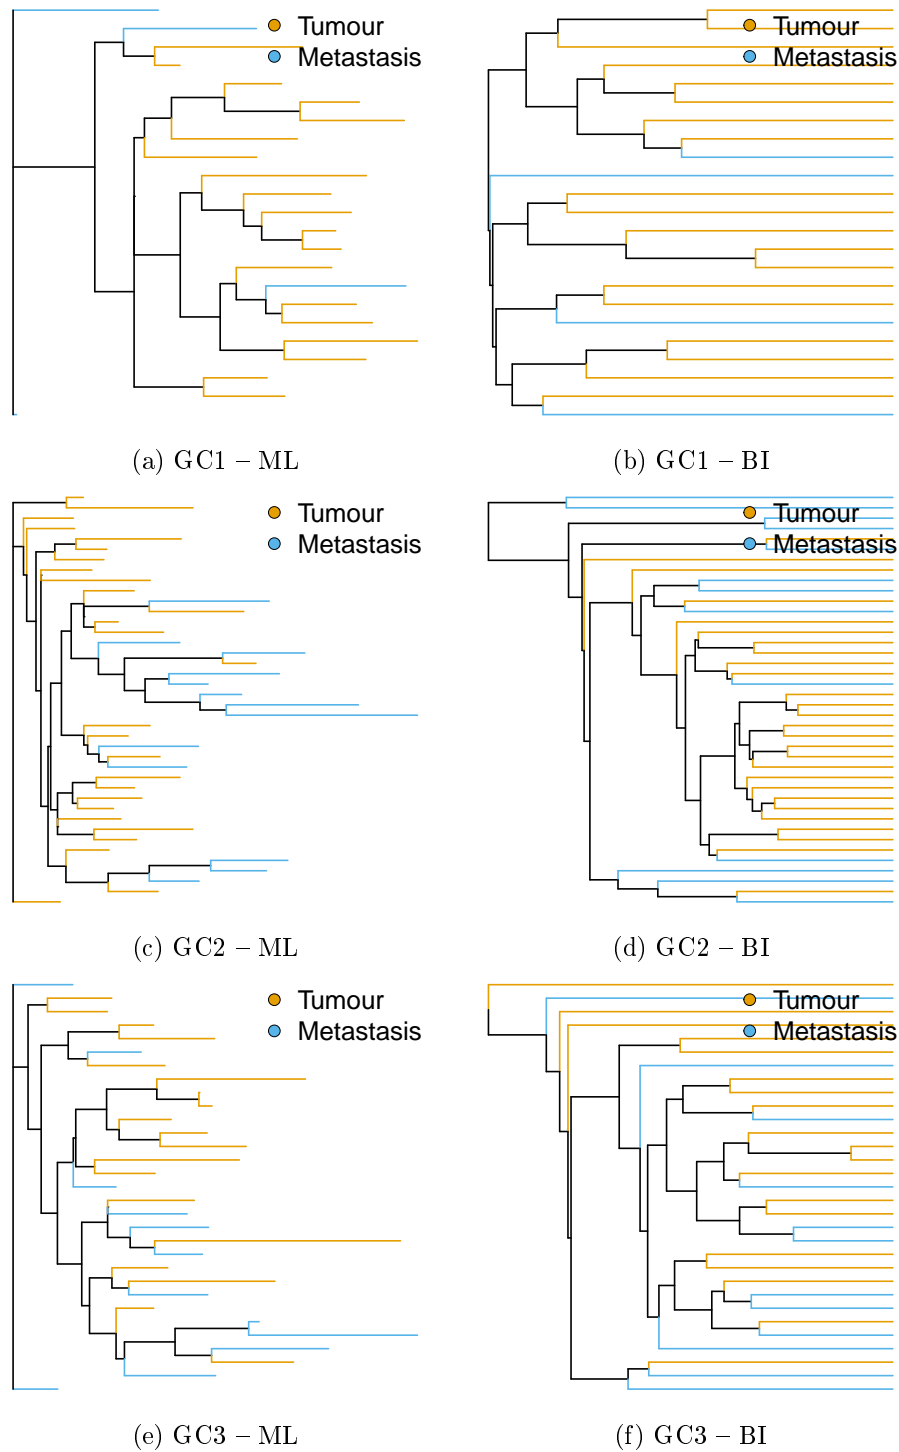 Tumour
Metastasis
Tumour
Metastasis
(a) GC1 – ML
(b) GC1 – BI
Tumour
Metastasis
Tumour
Metastasis
(c) GC2 – ML
(d) GC2 – BI
Tumour
Metastasis
Tumour
Metastasis
(e) GC3 – ML
(f) GC3 – BI